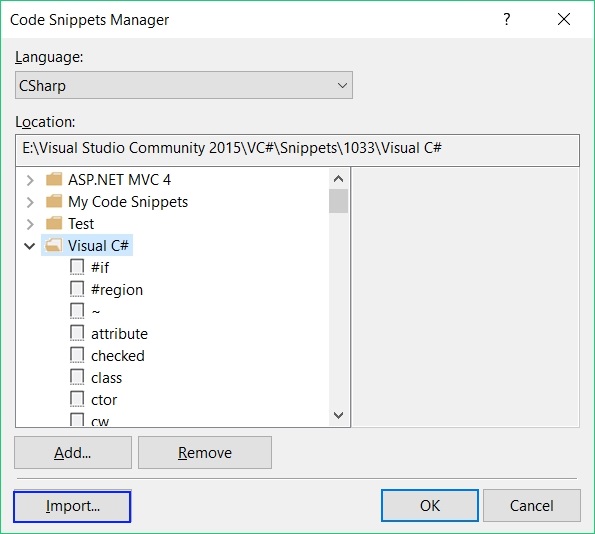 Code Snippets Manager ?
Language:
CSharp
Location:
E:\Visual Studio Community 2015\VC#\Snippets\1033\Visual C#
ASP.NET MVC 4
My Code Snippets
Test
Visual C#
#if
#region
~
attribute
checked
class
ctor
cw
Add... Remove
Import... OK Cancel